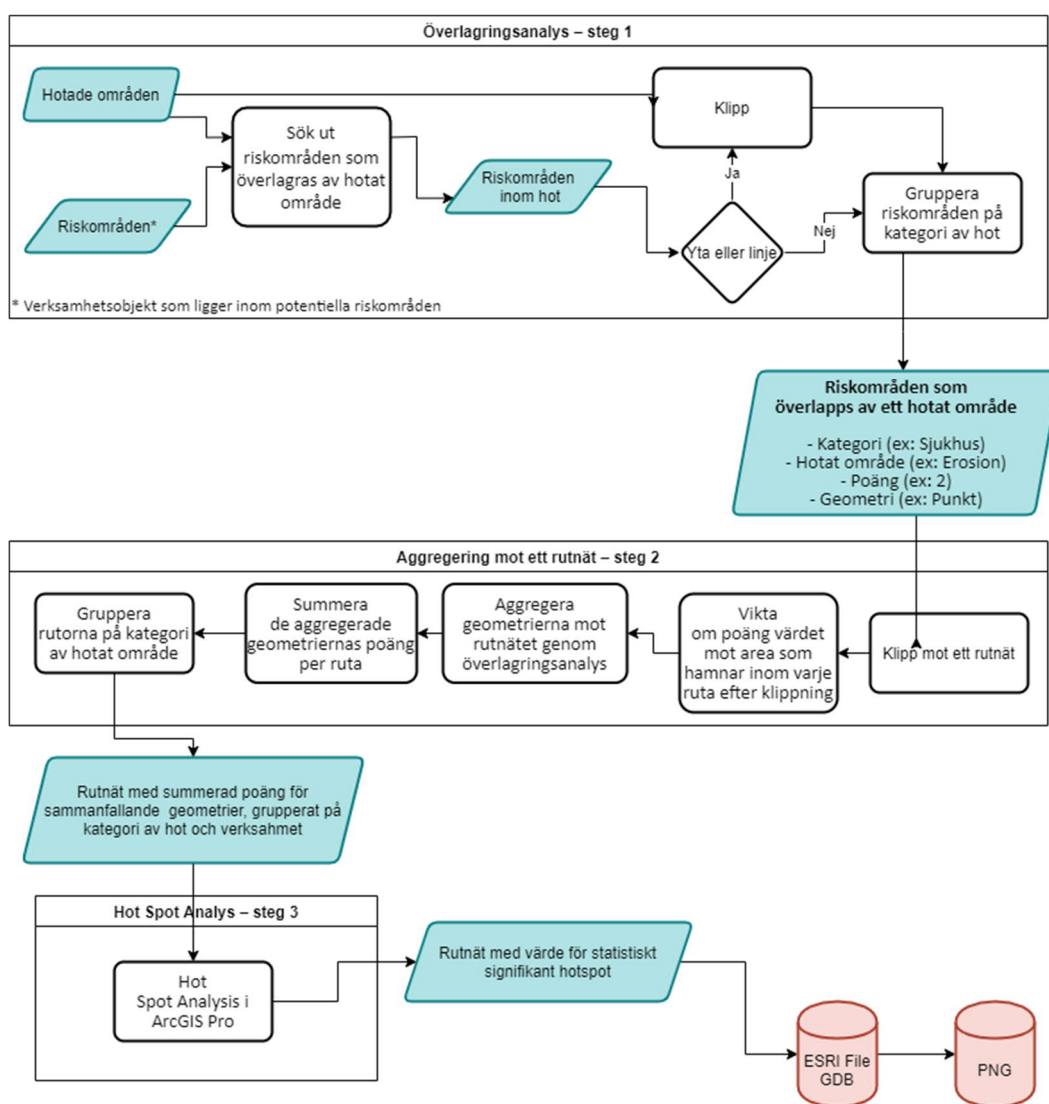 Överlagringsanalys – steg 1
Hotade områden
Sök ut
riskområden som
överlagras av hotat
område
Riskområden*
Riskområden
inom hot
Klipp
Ja
Yta eller linje
Nej
Gruppera
riskområden på
kategori av hot
* Verksamhetsobjekt som ligger inom potentiella riskområden
Riskområden som
överlapps av ett hotat område
- Kategori (ex: Sjukhus)
- Hotat område (ex: Erosion)
- Poäng (ex: 2)
- Geometri (ex: Punkt)
Aggregering mot ett rutnät – steg 2
Gruppera
rutorna på kategori
av hotat område
Summera
de aggregerade
geometriernas poäng
per ruta
Aggregera
geometrierna mot
rutnätet genom
överlagringsanalys
Vikta
om poäng värdet
mot area som
hamnar inom varje
ruta efter klippning
Klipp mot ett rutnät
Rutnät med summerad poäng för
sammanfallande geometrier, grupperat på
kategori av hot och verksahmet
Hot Spot Analys – steg 3
Hot
Spot Analysis i
ArcGIS Pro
Rutnät med värde för statistiskt
signifikant hotspot
ESRI File
GDB
PNG